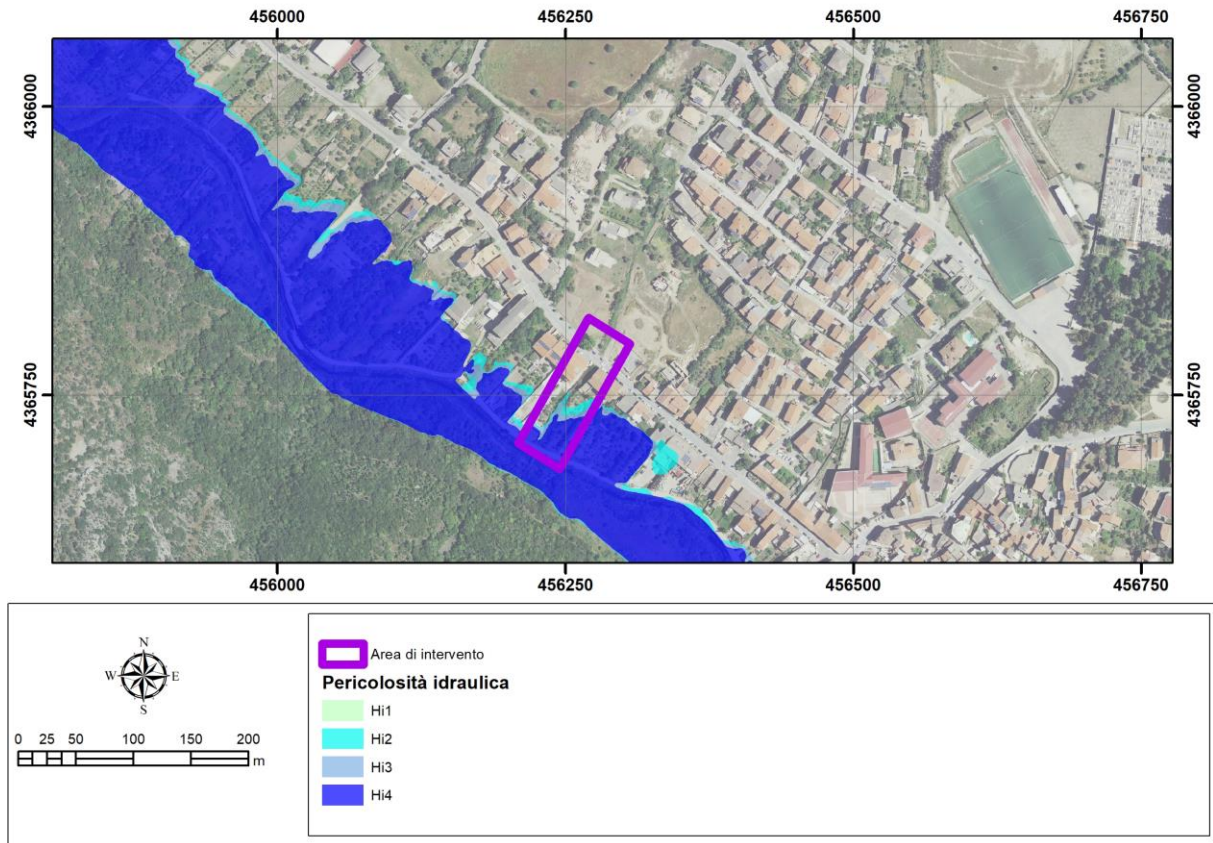 456000 456250 456500 456750
4366000 4366000
4365750 4365750
456000 456250 456500 456750
N
W E
S
0 25 50 100 150 200
m
Area di intervento
Pericolosità idraulica
Hi1
Hi2
Hi3
Hi4